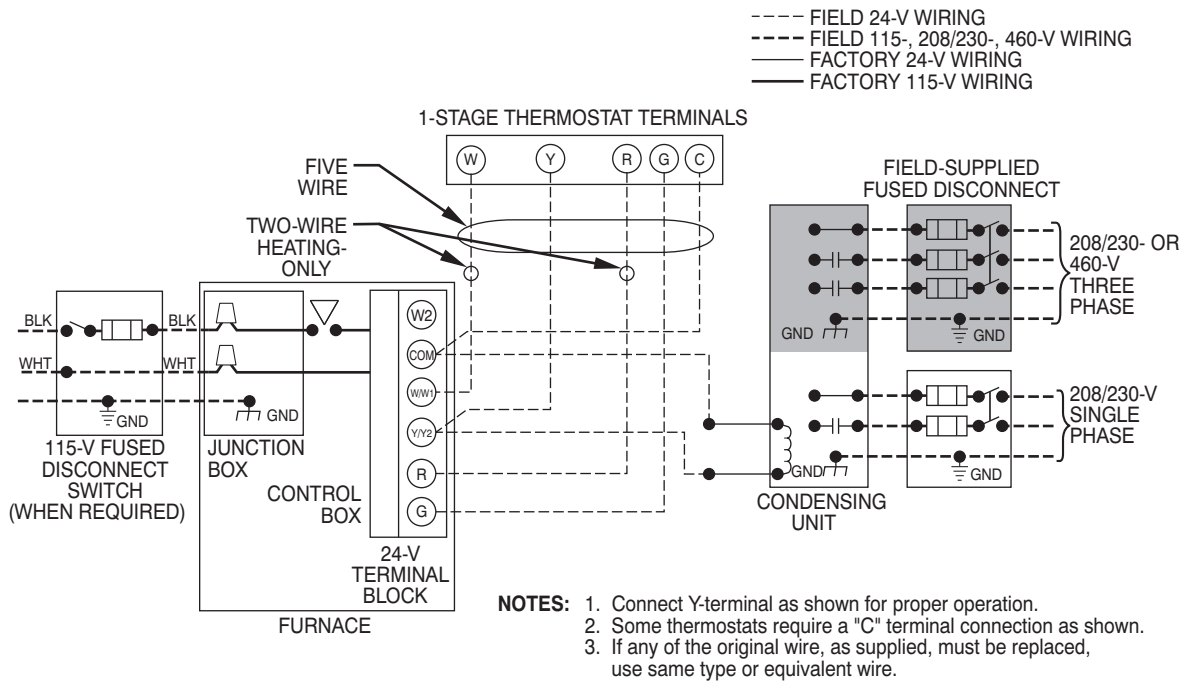 FIELD 24-V WIRING
FIELD 115-, 208/230-, 460-V WIRING
FACTORY 24-V WIRING
FACTORY 115-V WIRING
1-STAGE THERMOSTAT TERMINALS
W
Y
R
G
C
FIVE
WIRE
TWO-WIRE
HEATING-
ONLY
FIELD-SUPPLIED
FUSED DISCONNECT
208/230- OR
460-V
THREE
PHASE
GND
GND
BLK
BLK
WHT
WHT
GND
GND
W2
COM
W/W1
Y/Y2
R
G
115-V FUSED
DISCONNECT
SWITCH
(WHEN REQUIRED)
JUNCTION
BOX
CONTROL
BOX
24-V
TERMINAL
BLOCK
FURNACE
208/230-V
SINGLE
PHASE
GND
GND
CONDENSING
UNIT
NOTES: 1. Connect Y-terminal as shown for proper operation.
2. Some thermostats require a "C" terminal connection as shown.
3. If any of the original wire, as supplied, must be replaced,
use same type or equivalent wire.